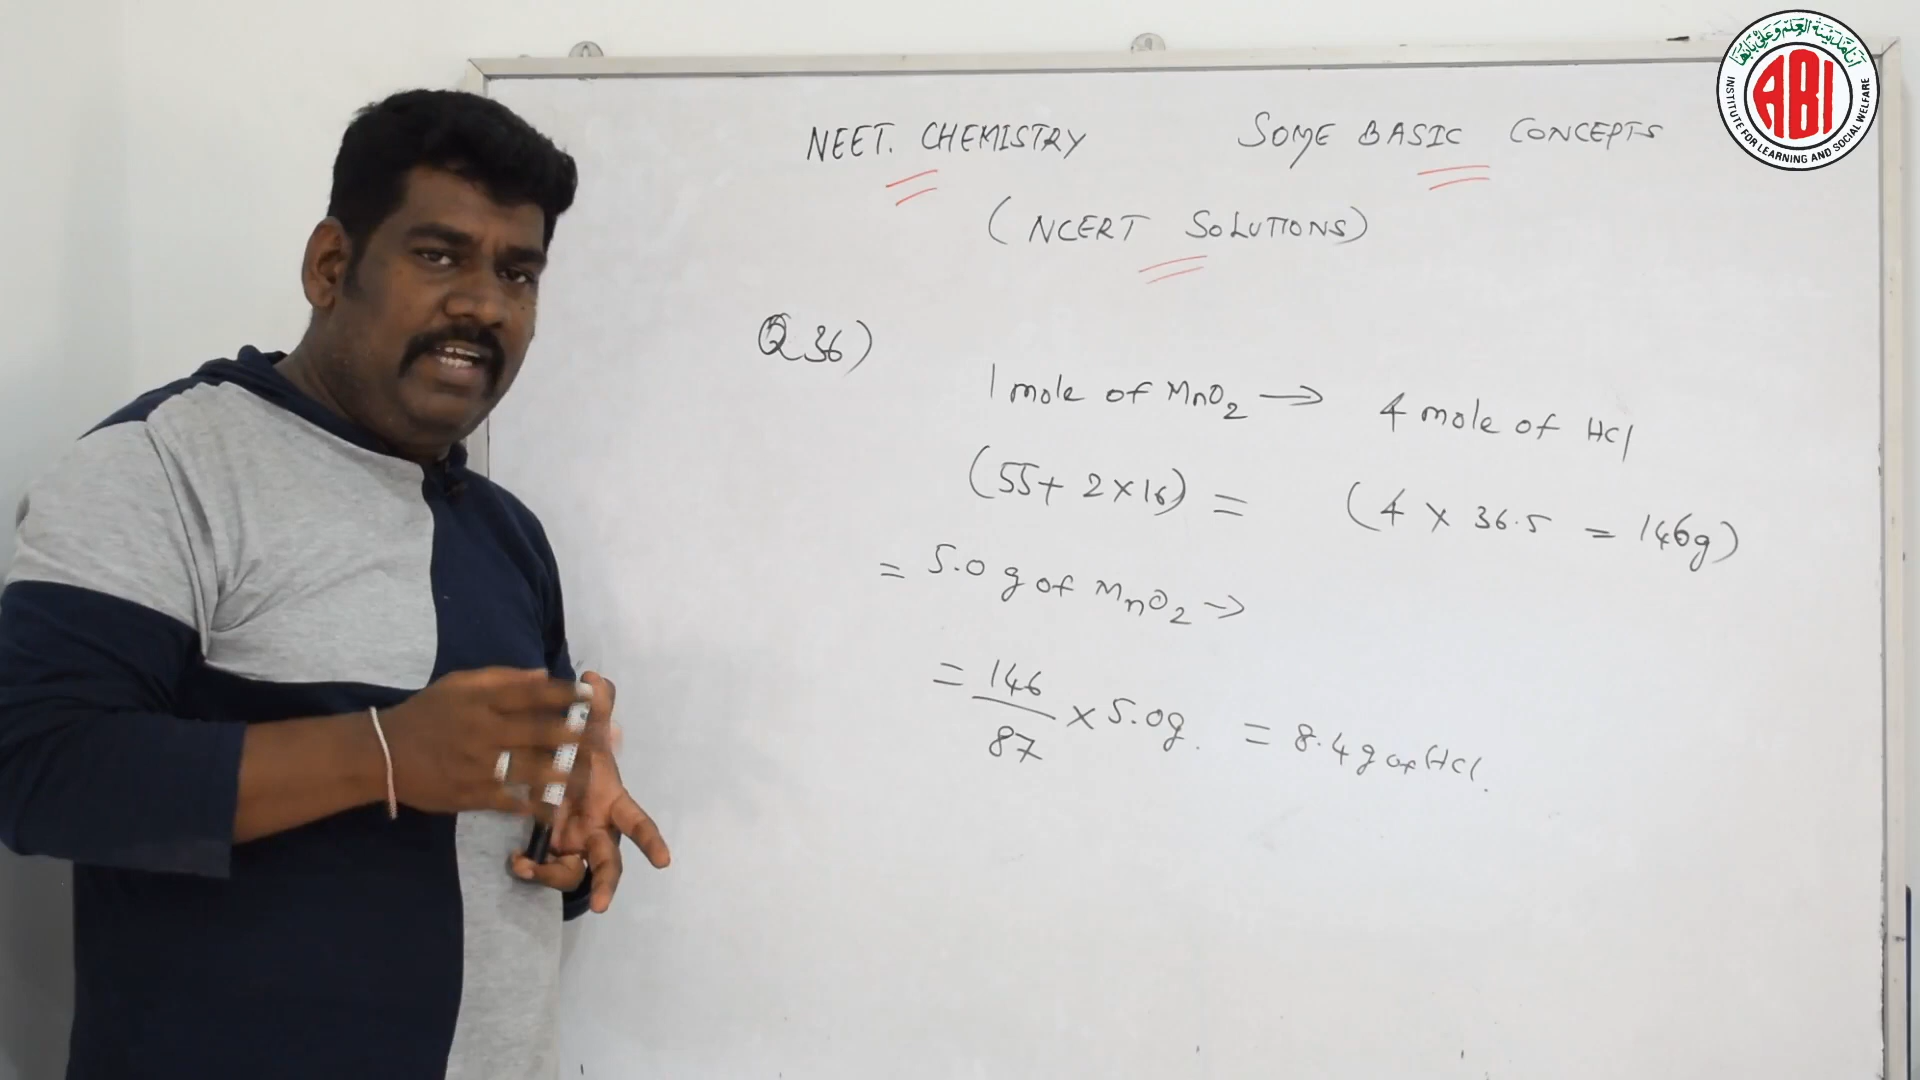 NEET. CHEMISTRY SOME BASIC CONCEPTS
(NCERT SOLUTIONS)
Q36)
1 mole of MnO2 → 4 mole of HCl
(55+ 2×16) = (4 × 36.5 = 146g)
= 5.0 g of MnO2 →
= 146/87 × 5.0g. = 8.4g of HCl.
ABI
INSTITUTE FOR LEARNING AND SOCIAL WELFARE